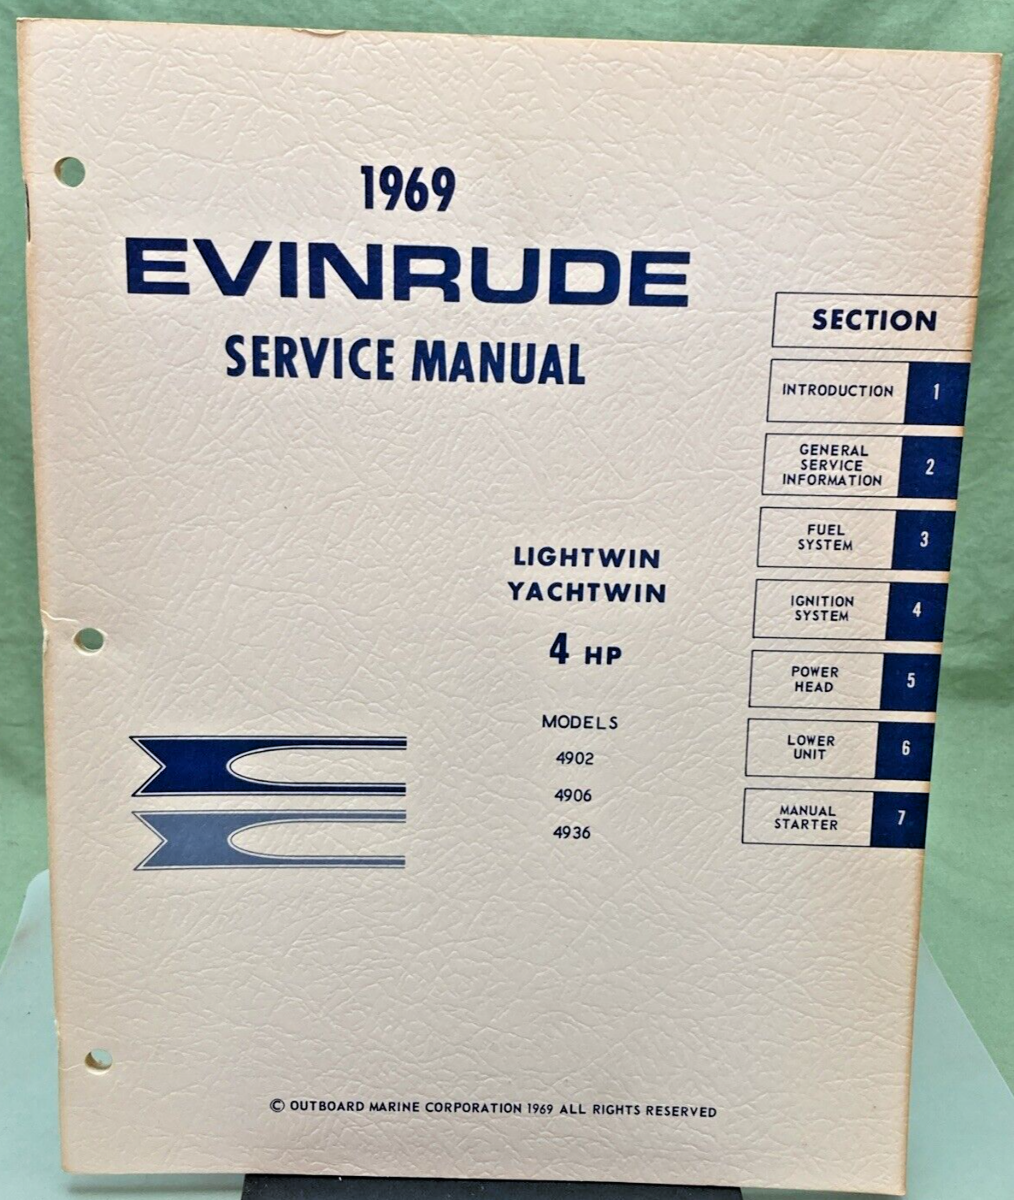 1969
EVINRUDE
SERVICE MANUAL
LIGHTWIN
YACHTWIN
4 HP
MODELS
4902
4906
4936
SECTION
INTRODUCTION 1
GENERAL
SERVICE 2
INFORMATION
FUEL
SYSTEM 3
IGNITION
SYSTEM 4
POWER
HEAD 5
LOWER
UNIT 6
MANUAL
STARTER 7
© OUTBOARD MARINE CORPORATION 1969 ALL RIGHTS RESERVED